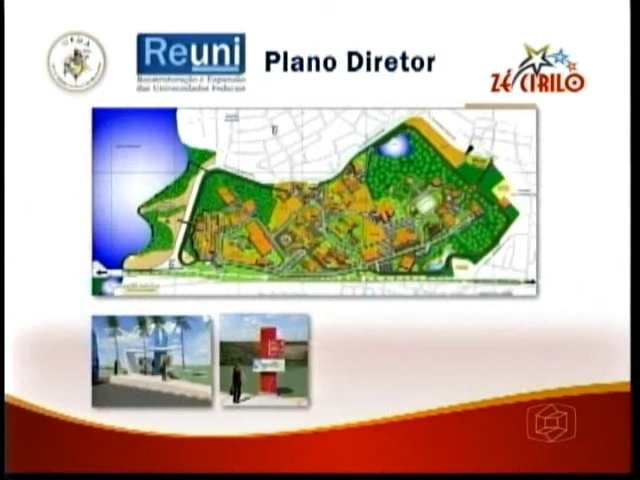 Reuni
Reestruturação e Expansão
das Universidades Federais
Plano Diretor
ZÉ CIRILO